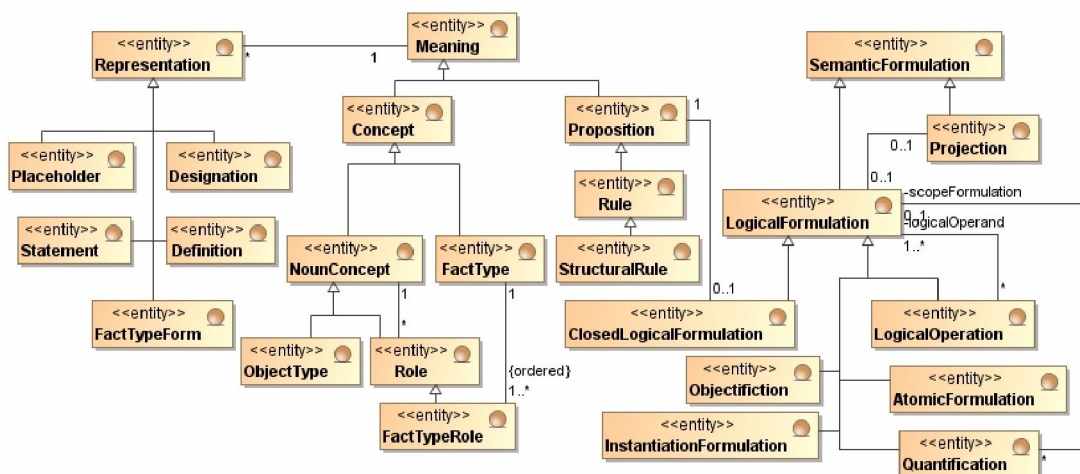 <<entity>>
Representation
*
1
<<entity>>
Meaning
<<entity>>
SemanticFormulation
<<entity>>
Concept
<<entity>>
Proposition
1
<<entity>>
Projection
0..1
0..1
<<entity>>
Placeholder
<<entity>>
Designation
<<entity>>
Rule
<<entity>>
LogicalFormulation
-scopeFormulation
0..1
-logicalOperand
1..*
<<entity>>
Statement
<<entity>>
Definition
<<entity>>
NounConcept
<<entity>>
FactType
<<entity>>
StructuralRule
1
*
1
0..1
*
<<entity>>
FactTypeForm
<<entity>>
ClosedLogicalFormulation
<<entity>>
LogicalOperation
<<entity>>
ObjectType
<<entity>>
Role
{ordered}
1..*
<<entity>>
Objectifiction
<<entity>>
AtomicFormulation
<<entity>>
FactTypeRole
<<entity>>
InstantiationFormulation
<<entity>>
Quantification
*